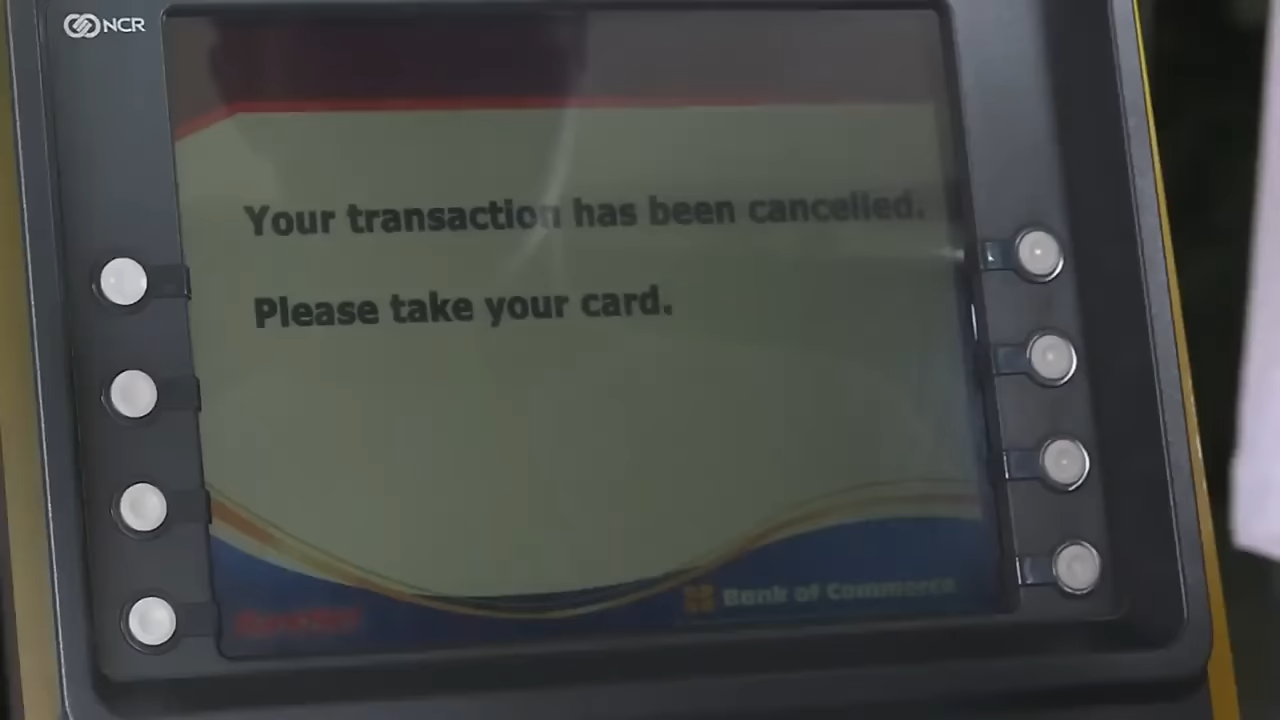 NCR
Your transaction has been cancelled.
Please take your card.
Bank of Commerce